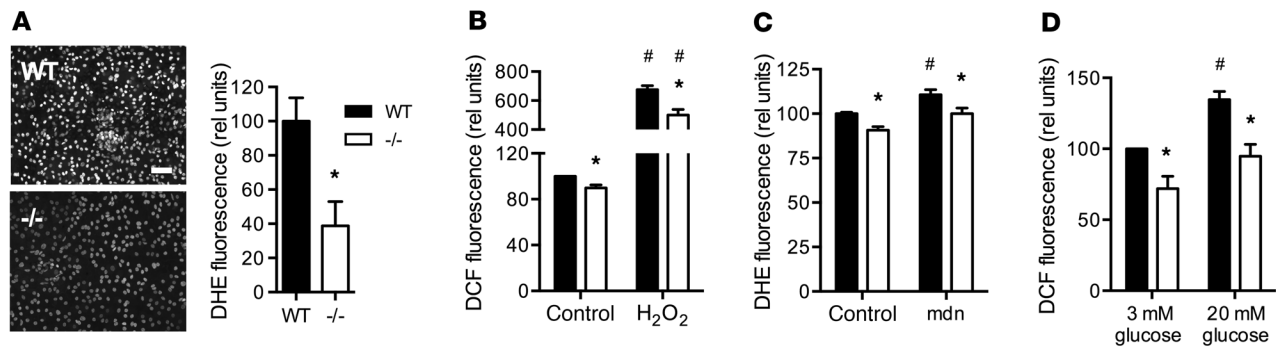 A
WT
-/-
DHE fluorescence (rel units)
120
100
80
60
40
20
0
*
WT -/-
WT
-/-
B
DCF fluorescence (rel units)
800
600
400
120
80
40
0
# #
* *
Control H₂O₂
C
DHE fluorescence (rel units)
125
100
75
50
25
0
#
* *
Control mdn
D
DCF fluorescence (rel units)
150
100
50
0
#
* *
3 mM 20 mM
glucose glucose